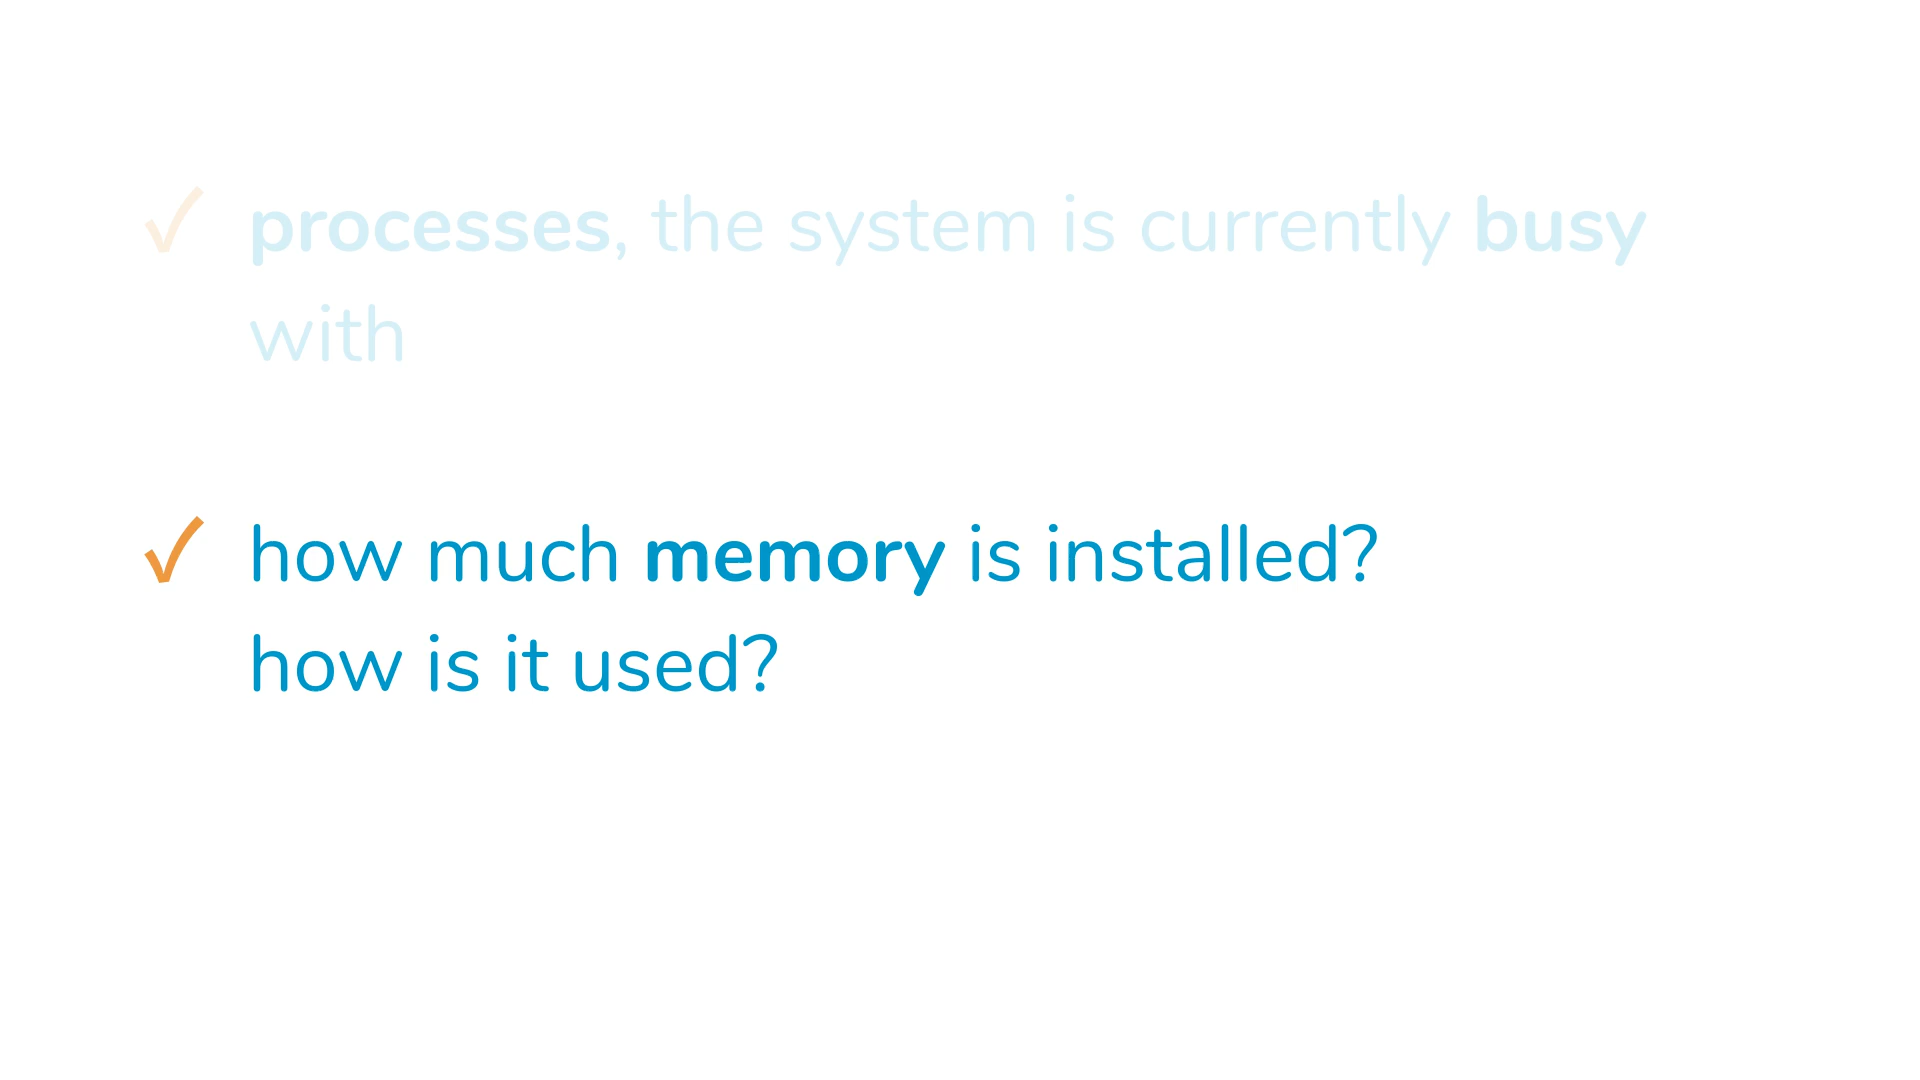 ✓ processes, the system is currently busy
with
✓ how much memory is installed?
how is it used?